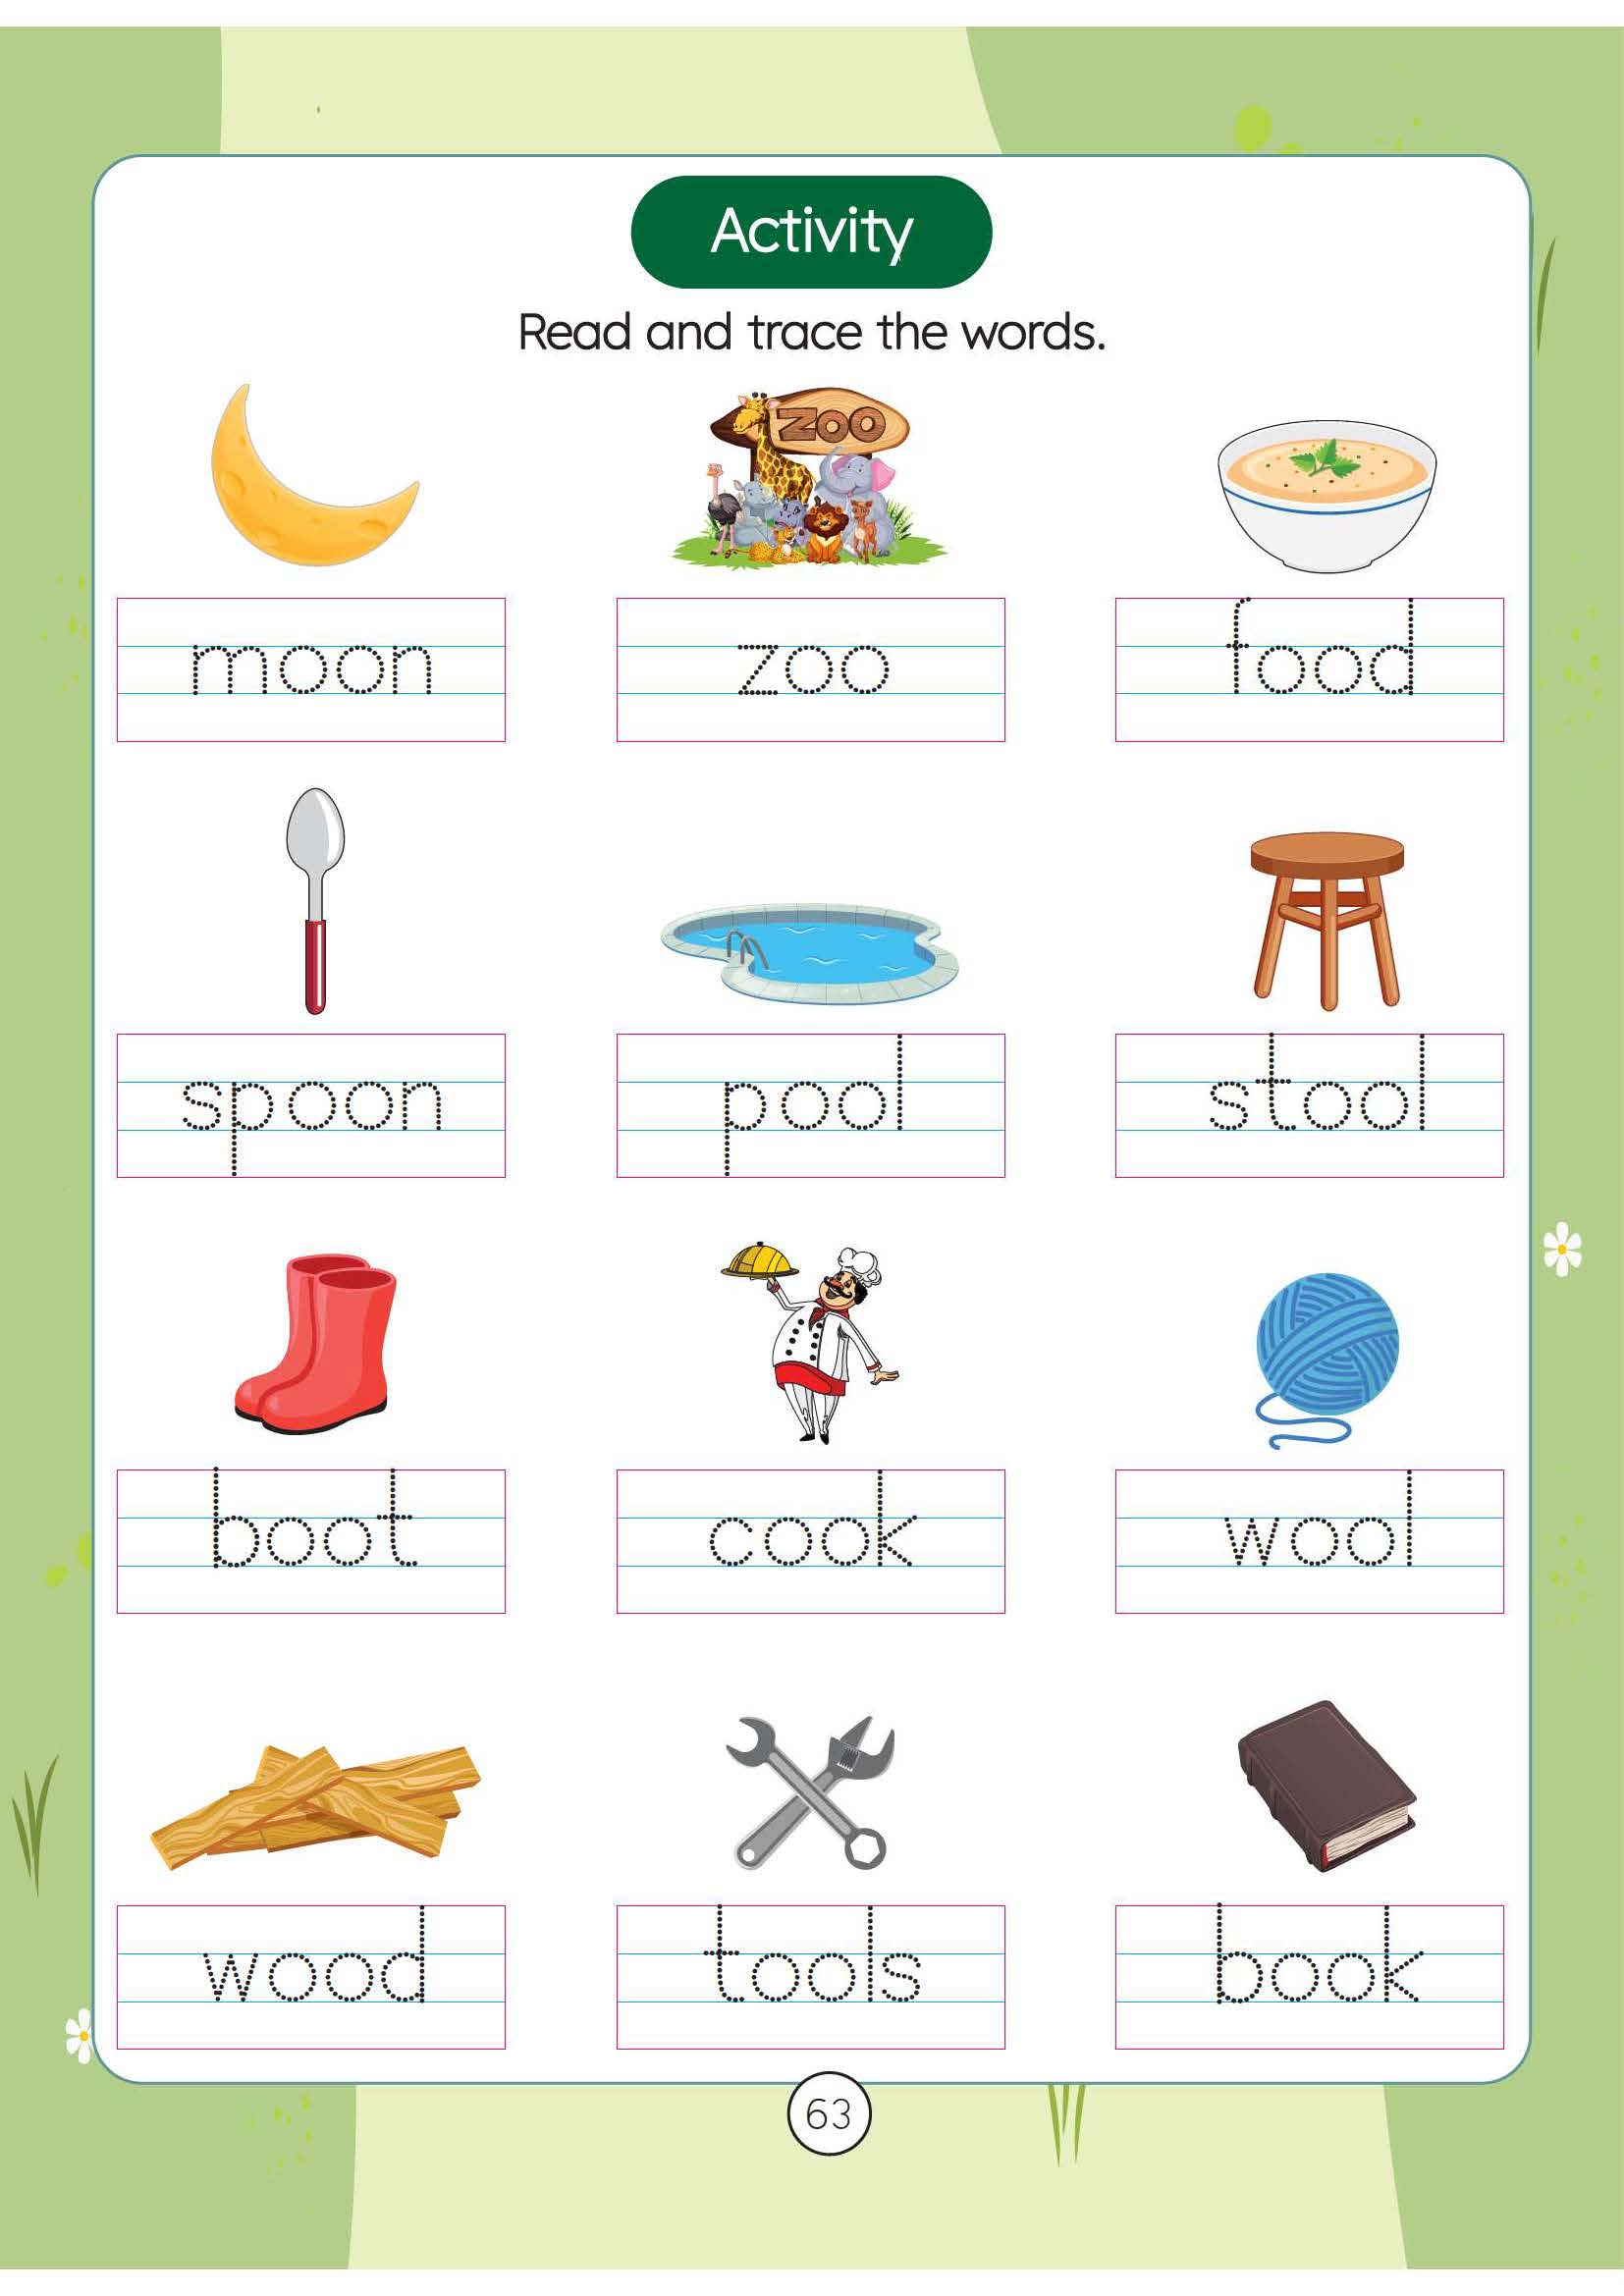 Activity
Read and trace the words.
ZOO
moon
zoo
food
spoon
pool
stool
boot
cook
wool
wood
tools
book
63